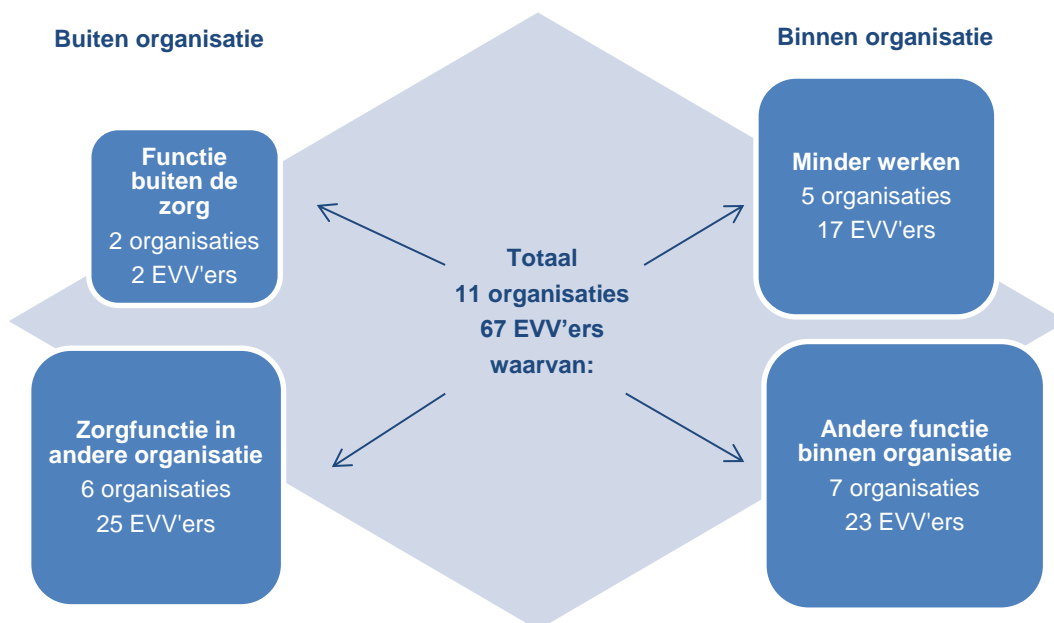 Buiten organisatie
Binnen organisatie
Functie
buiten de
zorg
2 organisaties
2 EVV'ers
Minder werken
5 organisaties
17 EVV'ers
Totaal
11 organisaties
67 EVV’ers
waarvan:
Zorgfunctie in
andere organisatie
6 organisaties
25 EVV'ers
Andere functie
binnen organisatie
7 organisaties
23 EVV'ers